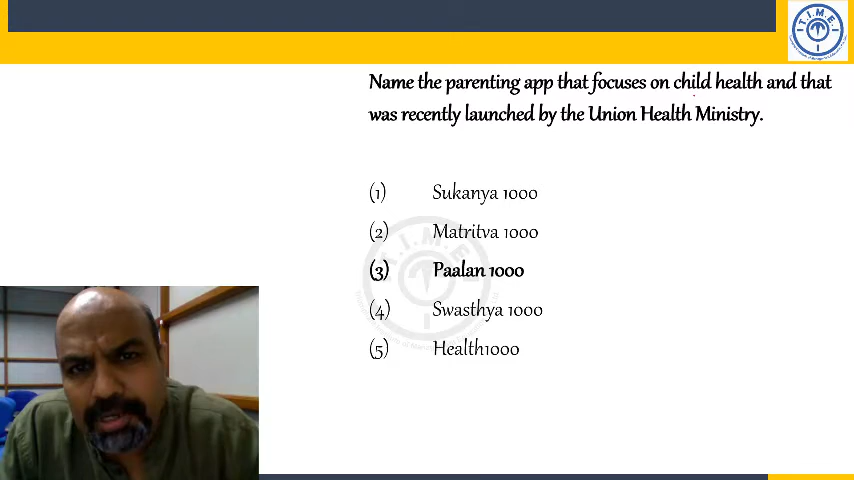 T.I.M.E.
Name the parenting app that focuses on child health and that
was recently launched by the Union Health Ministry.
(1) Sukanya 1000
(2) Matritva 1000
(3) Paalan 1000
(4) Swasthya 1000
(5) Health1000